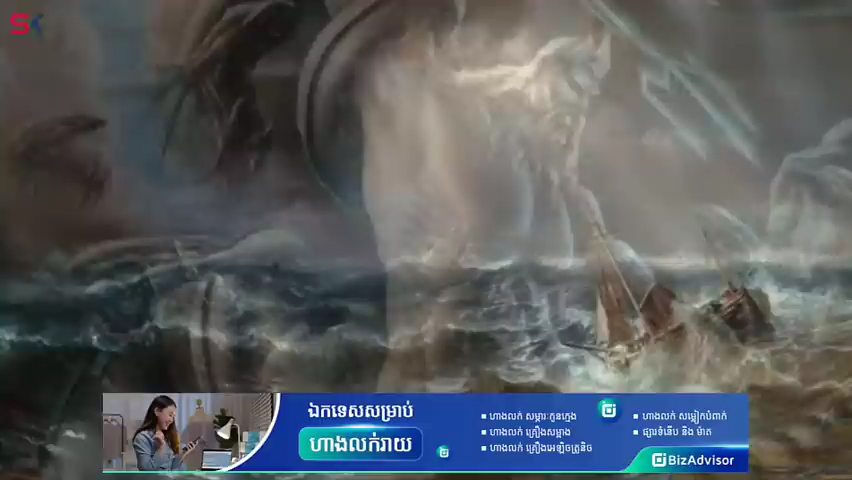 SK
ឯកទេសសម្រាប់
ហាងលក់រាយ
ហាងលក់ សម្ភារៈកូនក្មេង
ហាងលក់ គ្រឿងសម្អាង
ហាងលក់ គ្រឿងអេឡិចត្រូនិច
ហាងលក់ សម្លៀកបំពាក់
ផ្សារទំនើប និង ម៉ាត
BizAdvisor